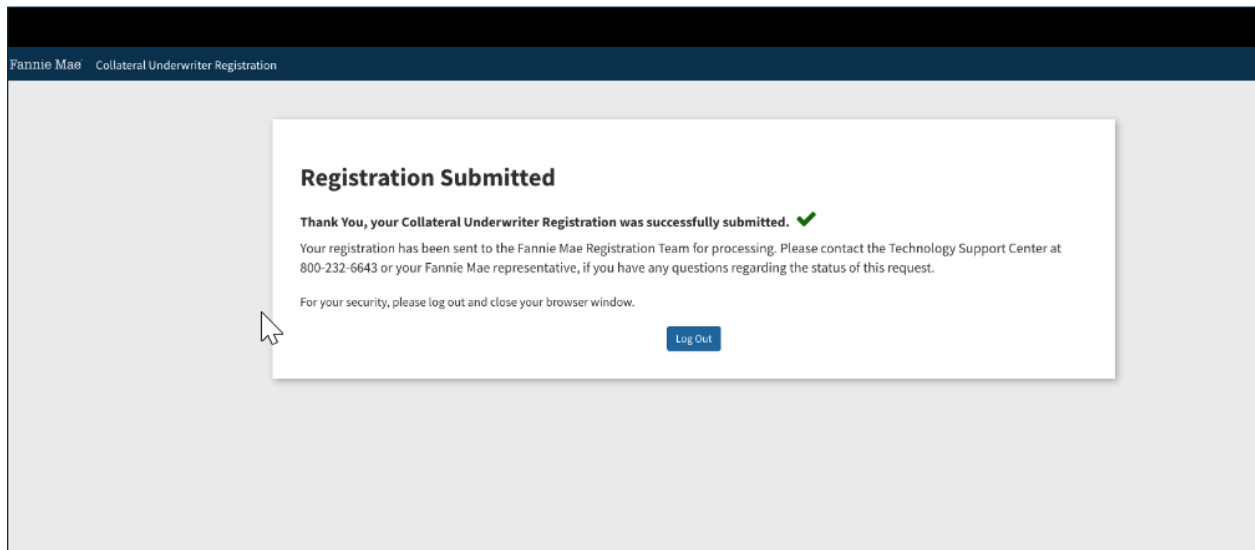 Fannie Mae Collateral Underwriter Registration
Registration Submitted
Thank You, your Collateral Underwriter Registration was successfully submitted.
Your registration has been sent to the Fannie Mae Registration Team for processing. Please contact the Technology Support Center at
800-232-6643 or your Fannie Mae representative, if you have any questions regarding the status of this request.
For your security, please log out and close your browser window.
Log Out